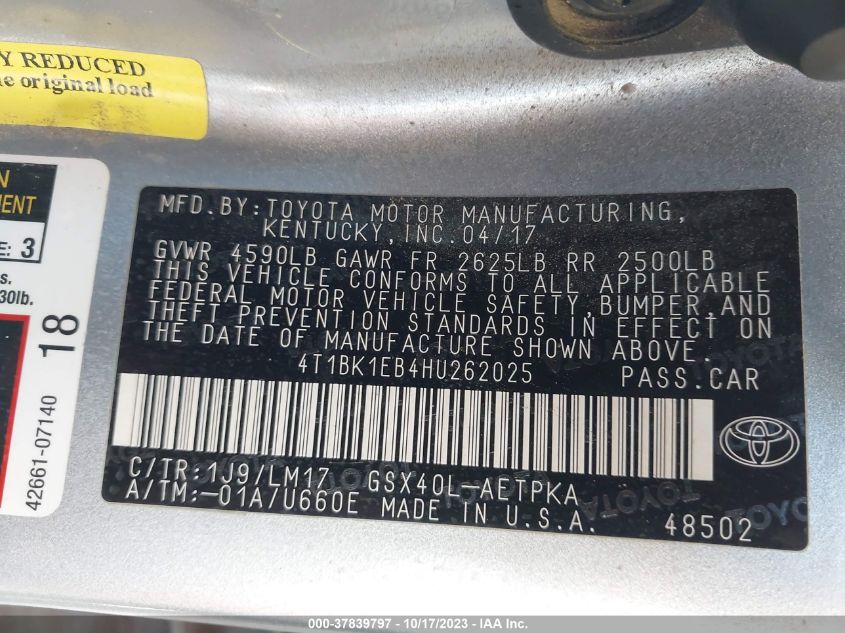 Y REDUCED
e original load
N
MENT
E: 3
s.
30lb.
18
42661-07140
MFD.BY:TOYOTA MOTOR MANUFACTURING,
KENTUCKY,INC.04/17
GVWR 4590LB GAWR FR 2625LB RR 2500LB
THIS VEHICLE CONFORMS TO ALL APPLICABLE
FEDERAL MOTOR VEHICLE SAFETY,BUMPER,AND
THEFT PREVENTION STANDARDS IN EFFECT ON
THE DATE OF MANUFACTURE SHOWN ABOVE.
4T1BK1EB4HU262025 PASS.CAR
C/TR:1J9/LM17 GSX40L-AETPKA
A/TM:-01A/U660E MADE IN U.S.A. 48502
000-37839797 - 10/17/2023 - IAA Inc.